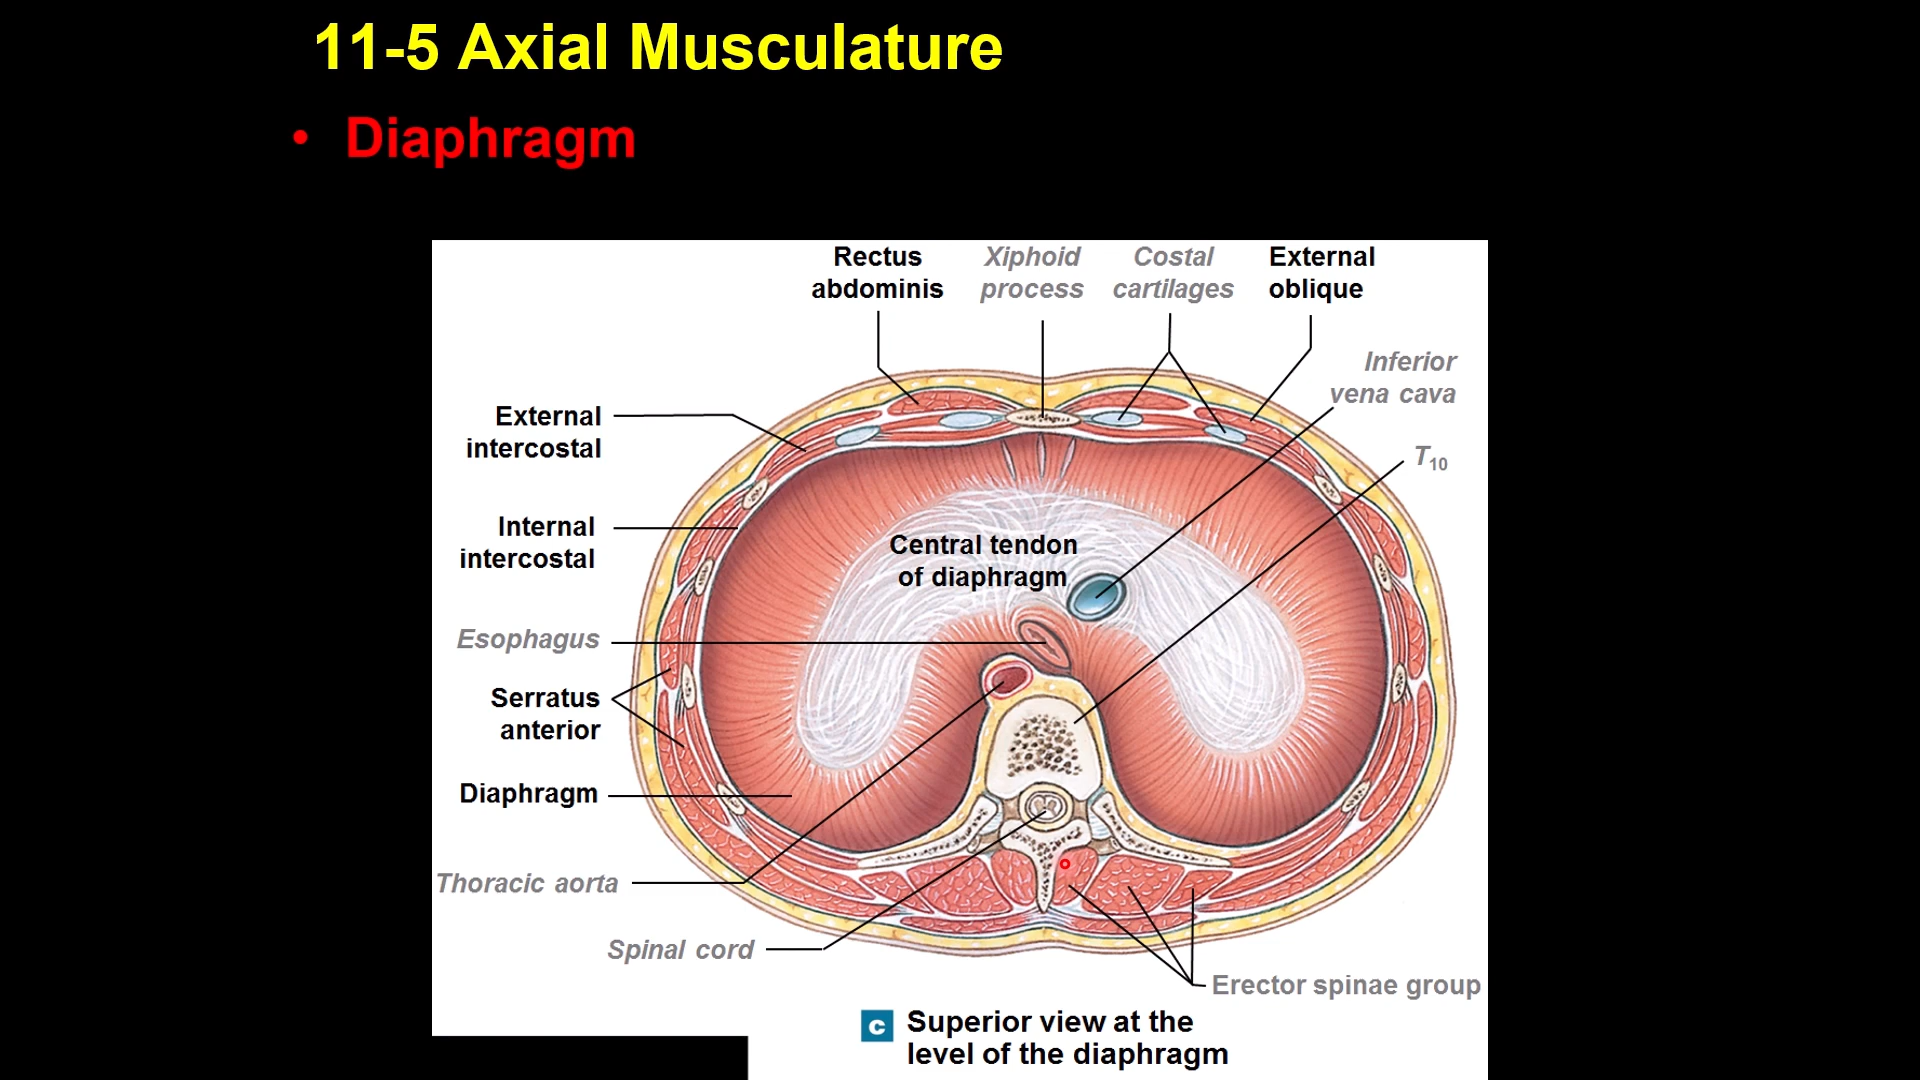 11-5 Axial Musculature
• Diaphragm
Rectus
abdominis
Xiphoid
process
Costal
cartilages
External
oblique
Inferior
vena cava
T10
External
intercostal
Internal
intercostal
Central tendon
of diaphragm
Esophagus
Serratus
anterior
Diaphragm
Thoracic aorta
Spinal cord
Erector spinae group
c Superior view at the
level of the diaphragm